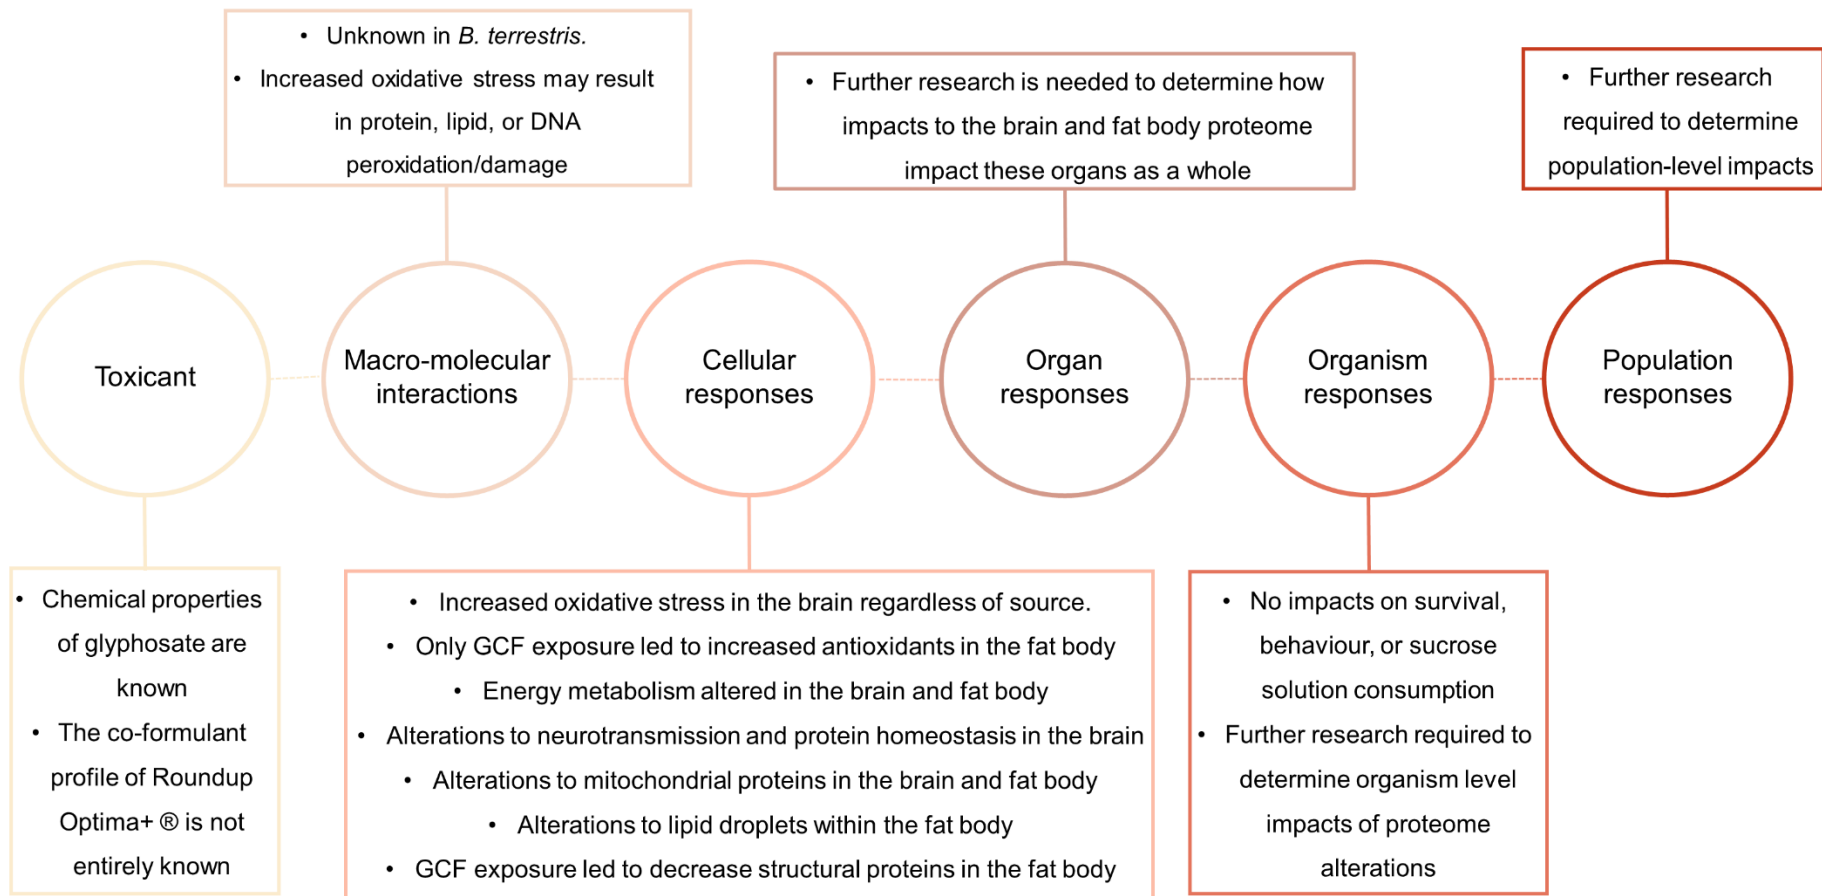 • Unknown in B. terrestris.
• Increased oxidative stress may result
in protein, lipid, or DNA
peroxidation/damage
• Further research is needed to determine how
impacts to the brain and fat body proteome
impact these organs as a whole
• Further research
required to determine
population-level impacts
Toxicant
Macro-molecular
interactions
Cellular
responses
Organ
responses
Organism
responses
Population
responses
• Chemical properties
of glyphosate are
known
• The co-formulant
profile of Roundup
Optima+ ® is not
entirely known
• Increased oxidative stress in the brain regardless of source.
• Only GCF exposure led to increased antioxidants in the fat body
• Energy metabolism altered in the brain and fat body
• Alterations to neurotransmission and protein homeostasis in the brain
• Alterations to mitochondrial proteins in the brain and fat body
• Alterations to lipid droplets within the fat body
• GCF exposure led to decrease structural proteins in the fat body
• No impacts on survival,
behaviour, or sucrose
solution consumption
• Further research required to
determine organism level
impacts of proteome
alterations